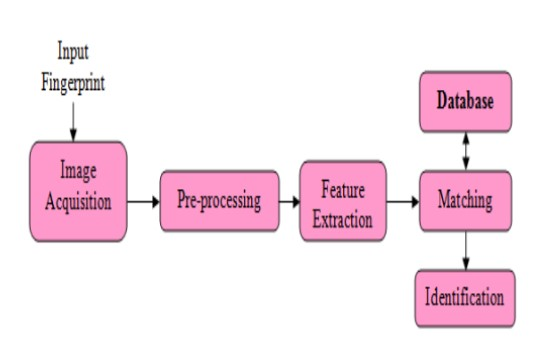 Input
Fingerprint
Image
Acquisition
Pre-processing
Feature
Extraction
Database
Matching
Identification